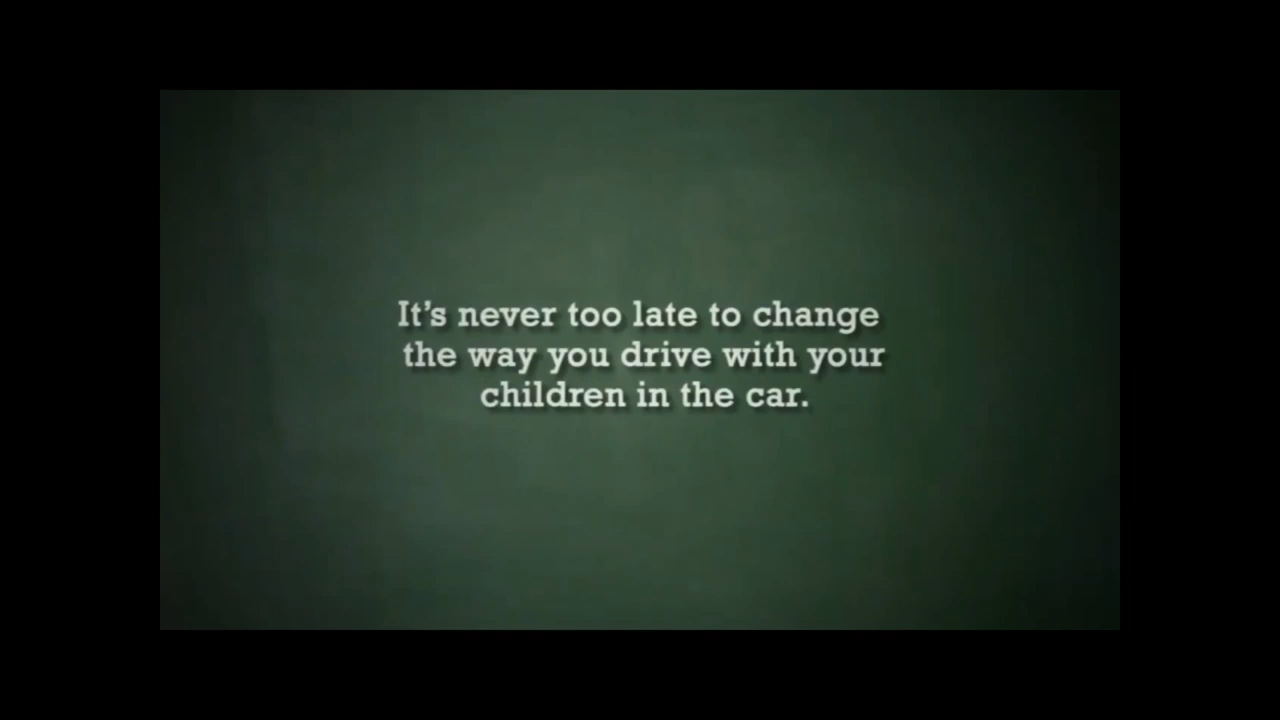 It’s never too late to change
the way you drive with your
children in the car.